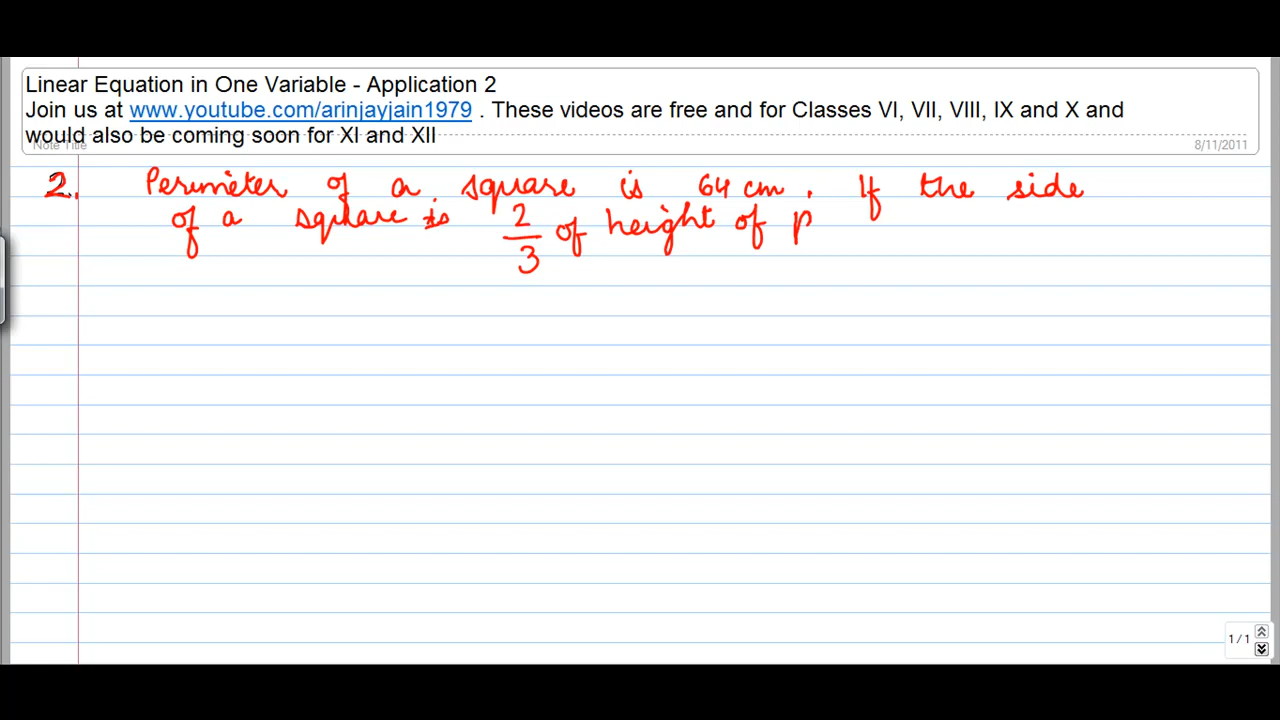 Linear Equation in One Variable - Application 2
Join us at www.youtube.com/arinjayjain1979 . These videos are free and for Classes VI, VII, VIII, IX and X and
would also be coming soon for XI and XII
Note Title
8/11/2011
2. Perimeter of a square is 64 cm. If the side
of a square is 2/3 of height of p
1 / 1